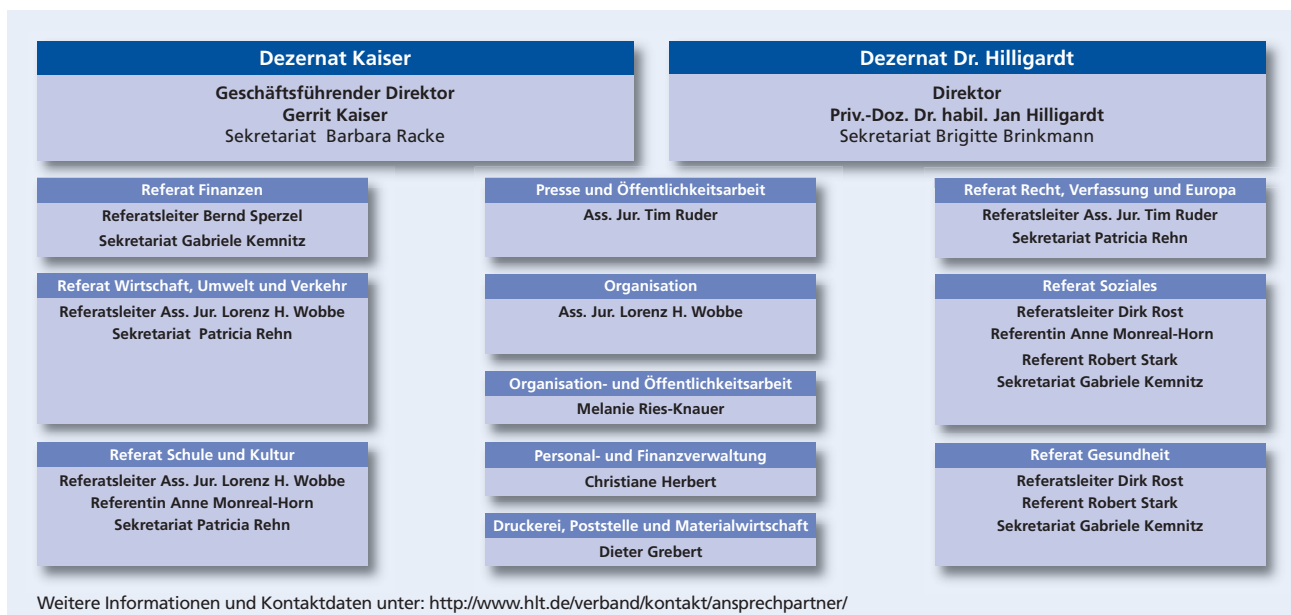 Dezernat Kaiser
Geschäftsführender Direktor
Gerrit Kaiser
Sekretariat Barbara Racke
Dezernat Dr. Hilligardt
Direktor
Priv.-Doz. Dr. habil. Jan Hilligardt
Sekretariat Brigitte Brinkmann
Referat Finanzen
Referatsleiter Bernd Sperzel
Sekretariat Gabriele Kemnitz
Referat Wirtschaft, Umwelt und Verkehr
Referatsleiter Ass. Jur. Lorenz H. Wobbe
Sekretariat Patricia Rehn
Referat Schule und Kultur
Referatsleiter Ass. Jur. Lorenz H. Wobbe
Referentin Anne Monreal-Horn
Sekretariat Patricia Rehn
Presse und Öffentlichkeitsarbeit
Ass. Jur. Tim Ruder
Organisation
Ass. Jur. Lorenz H. Wobbe
Organisation- und Öffentlichkeitsarbeit
Melanie Ries-Knauer
Personal- und Finanzverwaltung
Christiane Herbert
Druckerei, Poststelle und Materialwirtschaft
Dieter Grebert
Referat Recht, Verfassung und Europa
Referatsleiter Ass. Jur. Tim Ruder
Sekretariat Patricia Rehn
Referat Soziales
Referatsleiter Dirk Rost
Referentin Anne Monreal-Horn
Referent Robert Stark
Sekretariat Gabriele Kemnitz
Referat Gesundheit
Referatsleiter Dirk Rost
Referent Robert Stark
Sekretariat Gabriele Kemnitz
Weitere Informationen und Kontaktdaten unter: http://www.hlt.de/verband/kontakt/ansprechpartner/